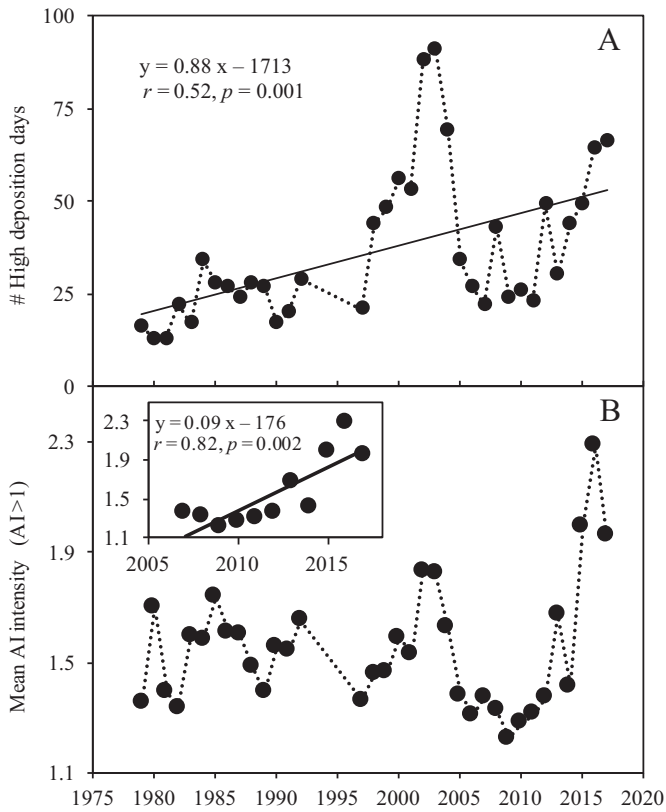 100
A
y = 0.88 x – 1713
r = 0.52, p = 0.001
75
# High deposition days
50
25
0
B
2.3
y = 0.09 x – 176
r = 0.82, p = 0.002
2.3
1.9
1.5
1.1
2005 2010 2015
Mean AI intensity (AI>1)
1.9
1.5
1.1
1975 1980 1985 1990 1995 2000 2005 2010 2015 2020